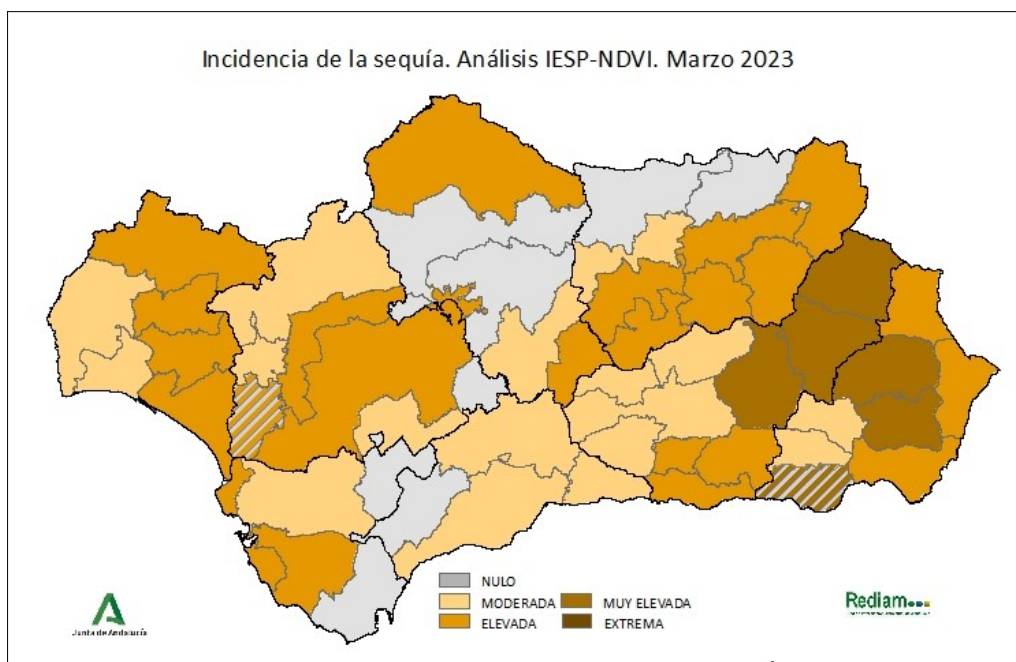 Incidencia de la sequía. Análisis IESP-NDVI. Marzo 2023
NULO
MODERADA
MUY ELEVADA
ELEVADA
EXTREMA
Junta de Andalucía
Rediam